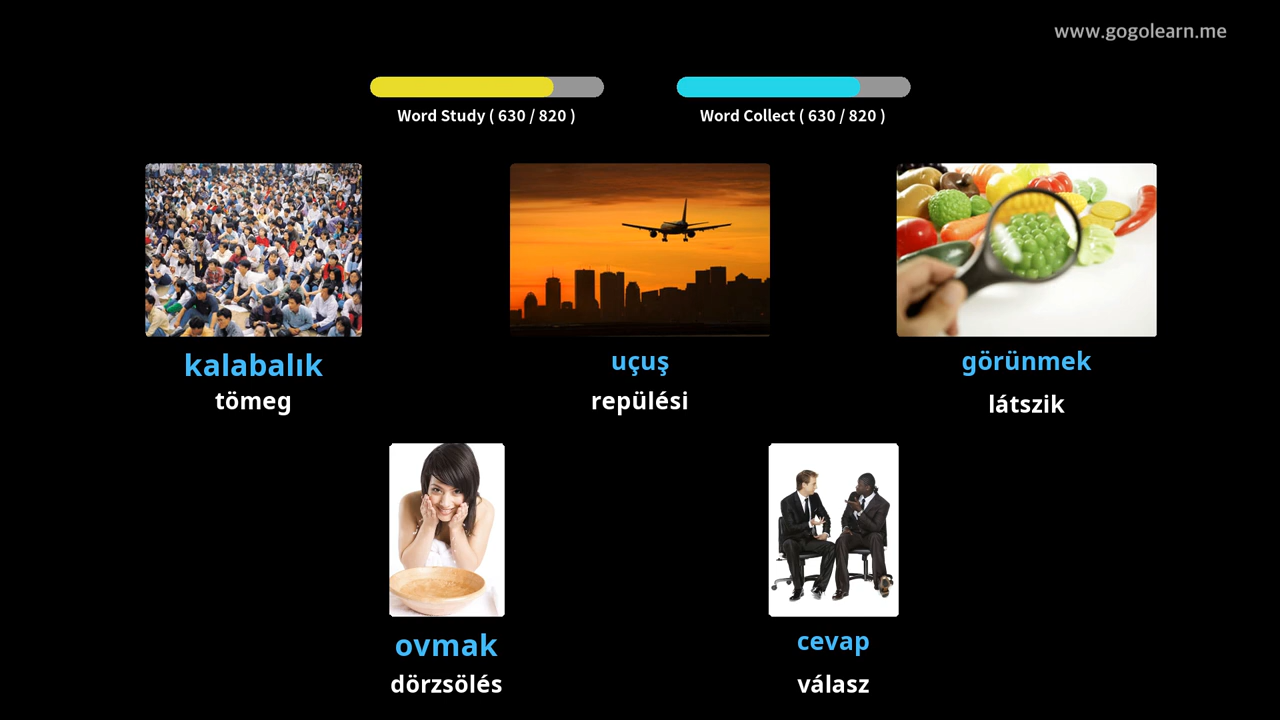 www.gogolearn.me
Word Study ( 630 / 820 )
Word Collect ( 630 / 820 )
kalabalık
tömeg
uçuş
repülési
görünmek
látszik
ovmak
dörzsölés
cevap
válasz